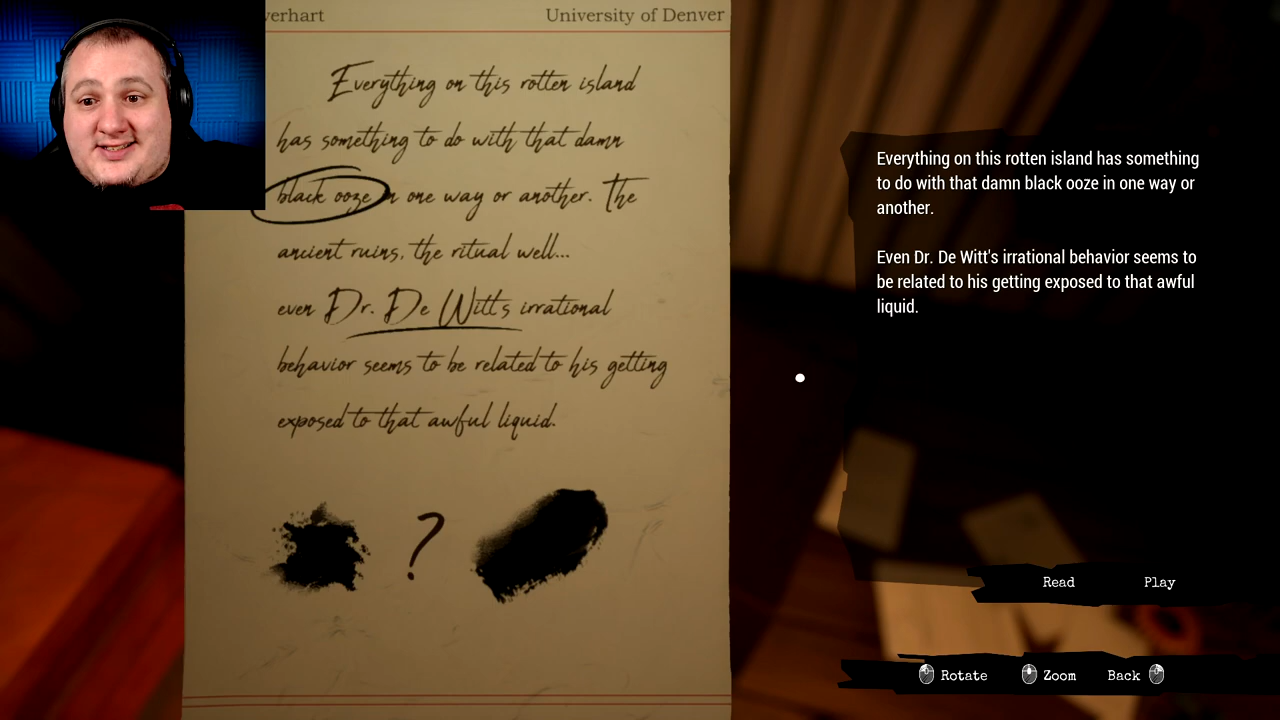 verhart University of Denver
Everything on this rotten island
has something to do with that damn
black ooze in one way or another. The
ancient ruins, the ritual well...
even Dr. De Witt's irrational
behavior seems to be related to his getting
exposed to that awful liquid.
?
Everything on this rotten island has something
to do with that damn black ooze in one way or
another.
Even Dr. De Witt's irrational behavior seems to
be related to his getting exposed to that awful
liquid.
Read Play
Rotate Zoom Back